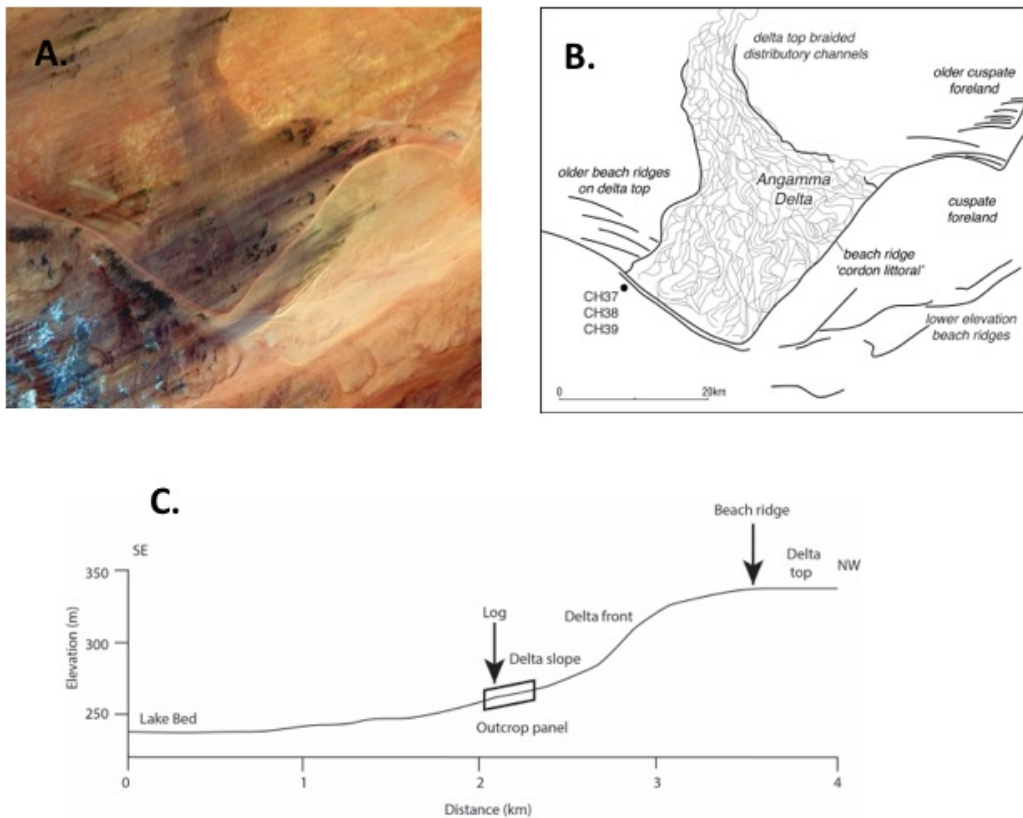 A.
B.
delta top braided
distributory channels
older cuspate
foreland
older beach ridges
on delta top
Angamma
Delta
cuspate
foreland
beach ridge
'cordon littoral'
CH37
CH38
CH39
lower elevation
beach ridges
0
20km
C.
Beach ridge
SE
Delta
top
NW
350
Log
Delta front
300
Elevation (m)
Delta slope
250
Lake Bed
Outcrop panel
0
1
2
3
4
Distance (km)